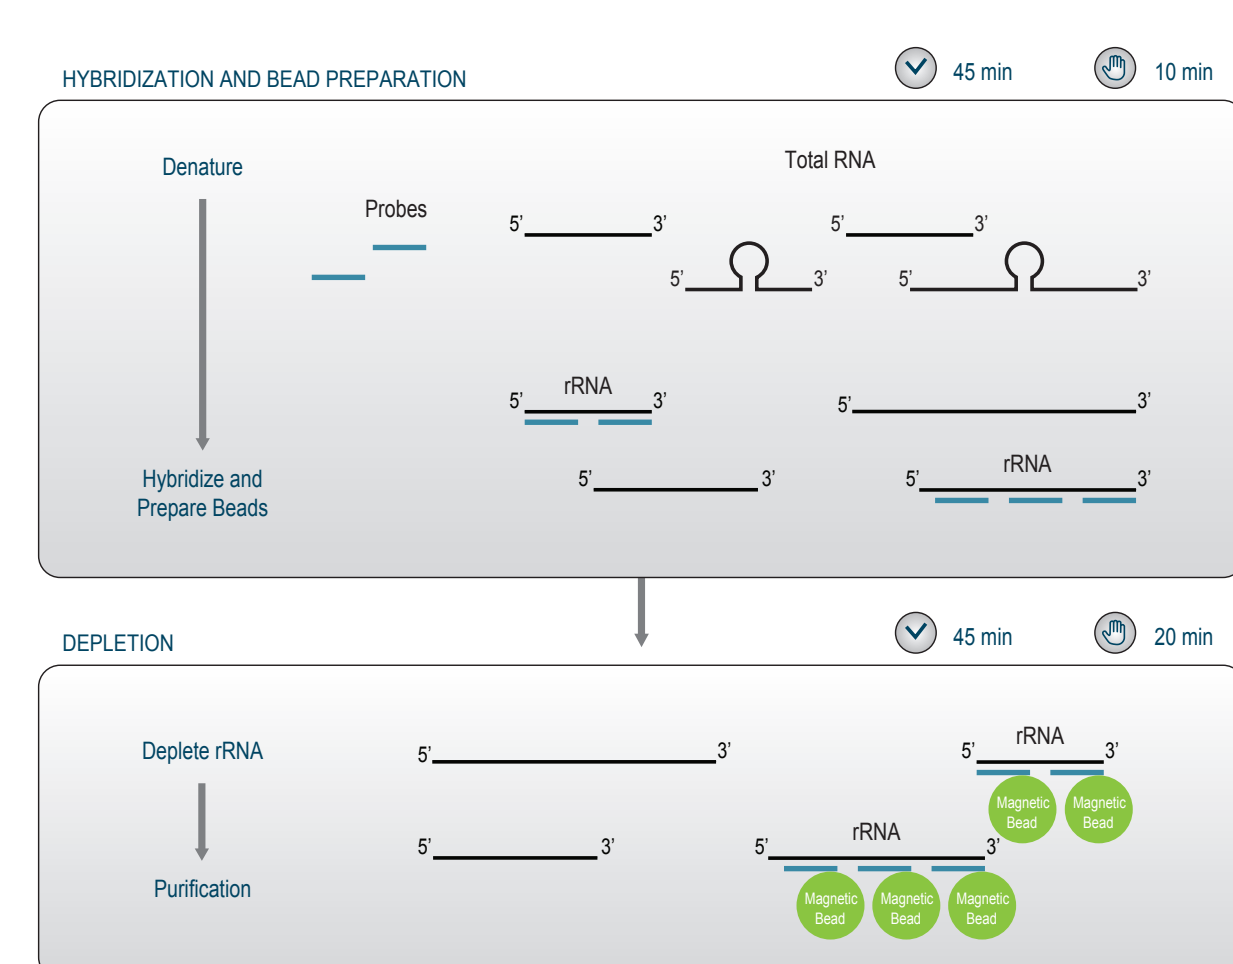 HYBRIDIZATION AND BEAD PREPARATION
45 min
10 min
Denature
Total RNA
Probes
5’ 3’
5’ 3’
5’ 3’
5’ 3’
rRNA
5’ 3’
5’ 3’
Hybridize and
Prepare Beads
5’ 3’
rRNA
5’ 3’
DEPLETION
45 min
20 min
Deplete rRNA
5’ 3’
rRNA
5’ 3’
Magnetic
Bead
Magnetic
Bead
Purification
5’ 3’
rRNA
5’ 3’
Magnetic
Bead
Magnetic
Bead
Magnetic
Bead